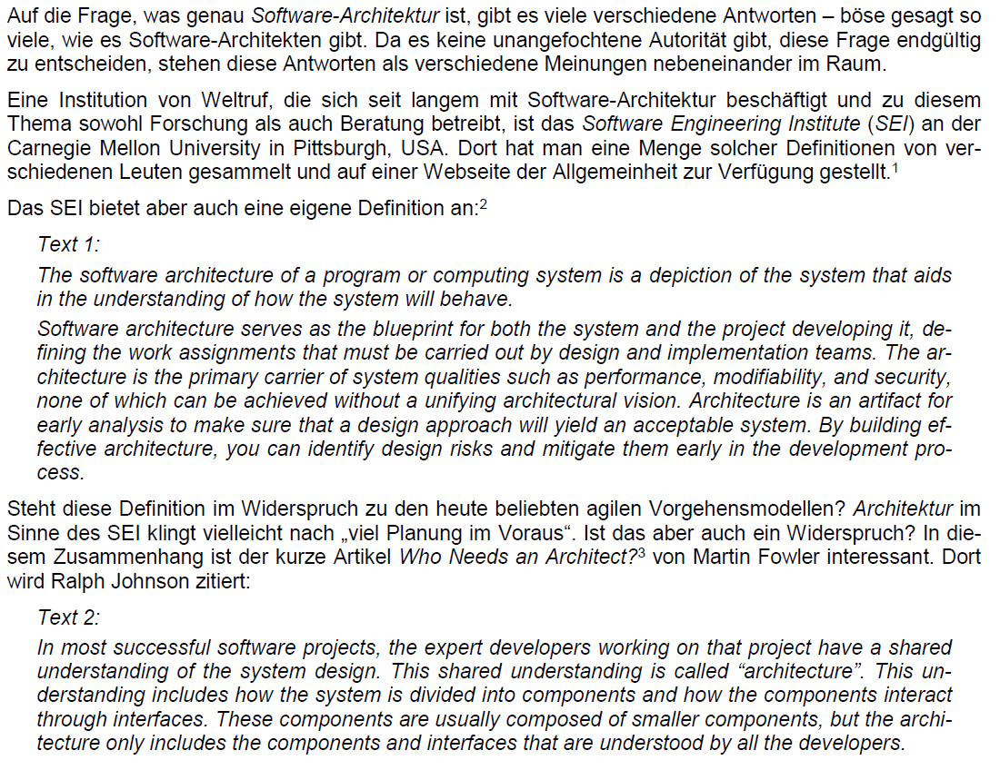 Auf die Frage, was genau Software-Architektur ist, gibt es viele verschiedene Antworten – böse gesagt so
viele, wie es Software-Architekten gibt. Da es keine unangefochtene Autorität gibt, diese Frage endgültig
zu entscheiden, stehen diese Antworten als verschiedene Meinungen nebeneinander im Raum.
Eine Institution von Weltruf, die sich seit langem mit Software-Architektur beschäftigt und zu diesem
Thema sowohl Forschung als auch Beratung betreibt, ist das Software Engineering Institute (SEI) an der
Carnegie Mellon University in Pittsburgh, USA. Dort hat man eine Menge solcher Definitionen von ver-
schiedenen Leuten gesammelt und auf einer Webseite der Allgemeinheit zur Verfügung gestellt.¹
Das SEI bietet aber auch eine eigene Definition an:²
Text 1:
The software architecture of a program or computing system is a depiction of the system that aids
in the understanding of how the system will behave.
Software architecture serves as the blueprint for both the system and the project developing it, de-
fining the work assignments that must be carried out by design and implementation teams. The ar-
chitecture is the primary carrier of system qualities such as performance, modifiability, and security,
none of which can be achieved without a unifying architectural vision. Architecture is an artifact for
early analysis to make sure that a design approach will yield an acceptable system. By building ef-
fective architecture, you can identify design risks and mitigate them early in the development pro-
cess.
Steht diese Definition im Widerspruch zu den heute beliebten agilen Vorgehensmodellen? Architektur im
Sinne des SEI klingt vielleicht nach „viel Planung im Voraus“. Ist das aber auch ein Widerspruch? In die-
sem Zusammenhang ist der kurze Artikel Who Needs an Architect?³ von Martin Fowler interessant. Dort
wird Ralph Johnson zitiert:
Text 2:
In most successful software projects, the expert developers working on that project have a shared
understanding of the system design. This shared understanding is called “architecture”. This un-
derstanding includes how the system is divided into components and how the components interact
through interfaces. These components are usually composed of smaller components, but the archi-
tecture only includes the components and interfaces that are understood by all the developers.